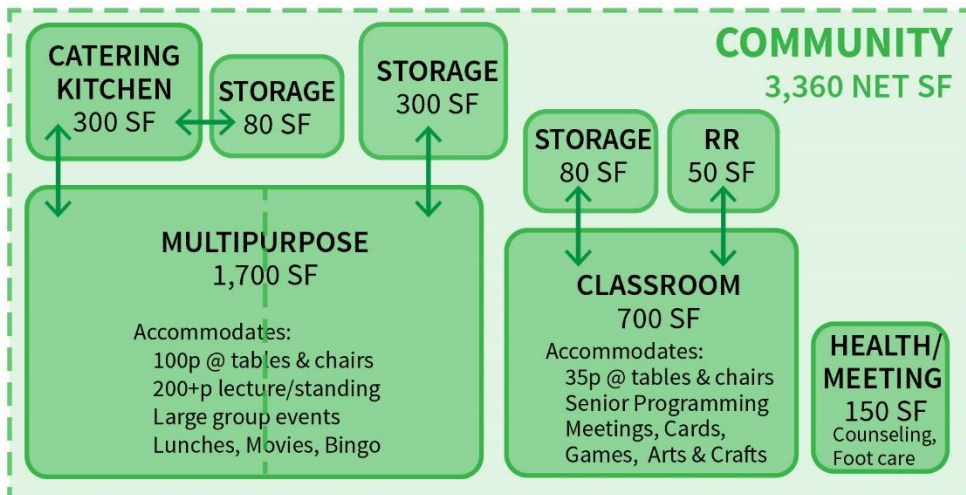 COMMUNITY
3,360 NET SF
CATERING
KITCHEN
300 SF
STORAGE
80 SF
STORAGE
300 SF
STORAGE
80 SF
RR
50 SF
MULTIPURPOSE
1,700 SF
Accommodates:
100p @ tables & chairs
200+p lecture/standing
Large group events
Lunches, Movies, Bingo
CLASSROOM
700 SF
Accommodates:
35p @ tables & chairs
Senior Programming
Meetings, Cards,
Games, Arts & Crafts
HEALTH/
MEETING
150 SF
Counseling,
Foot care